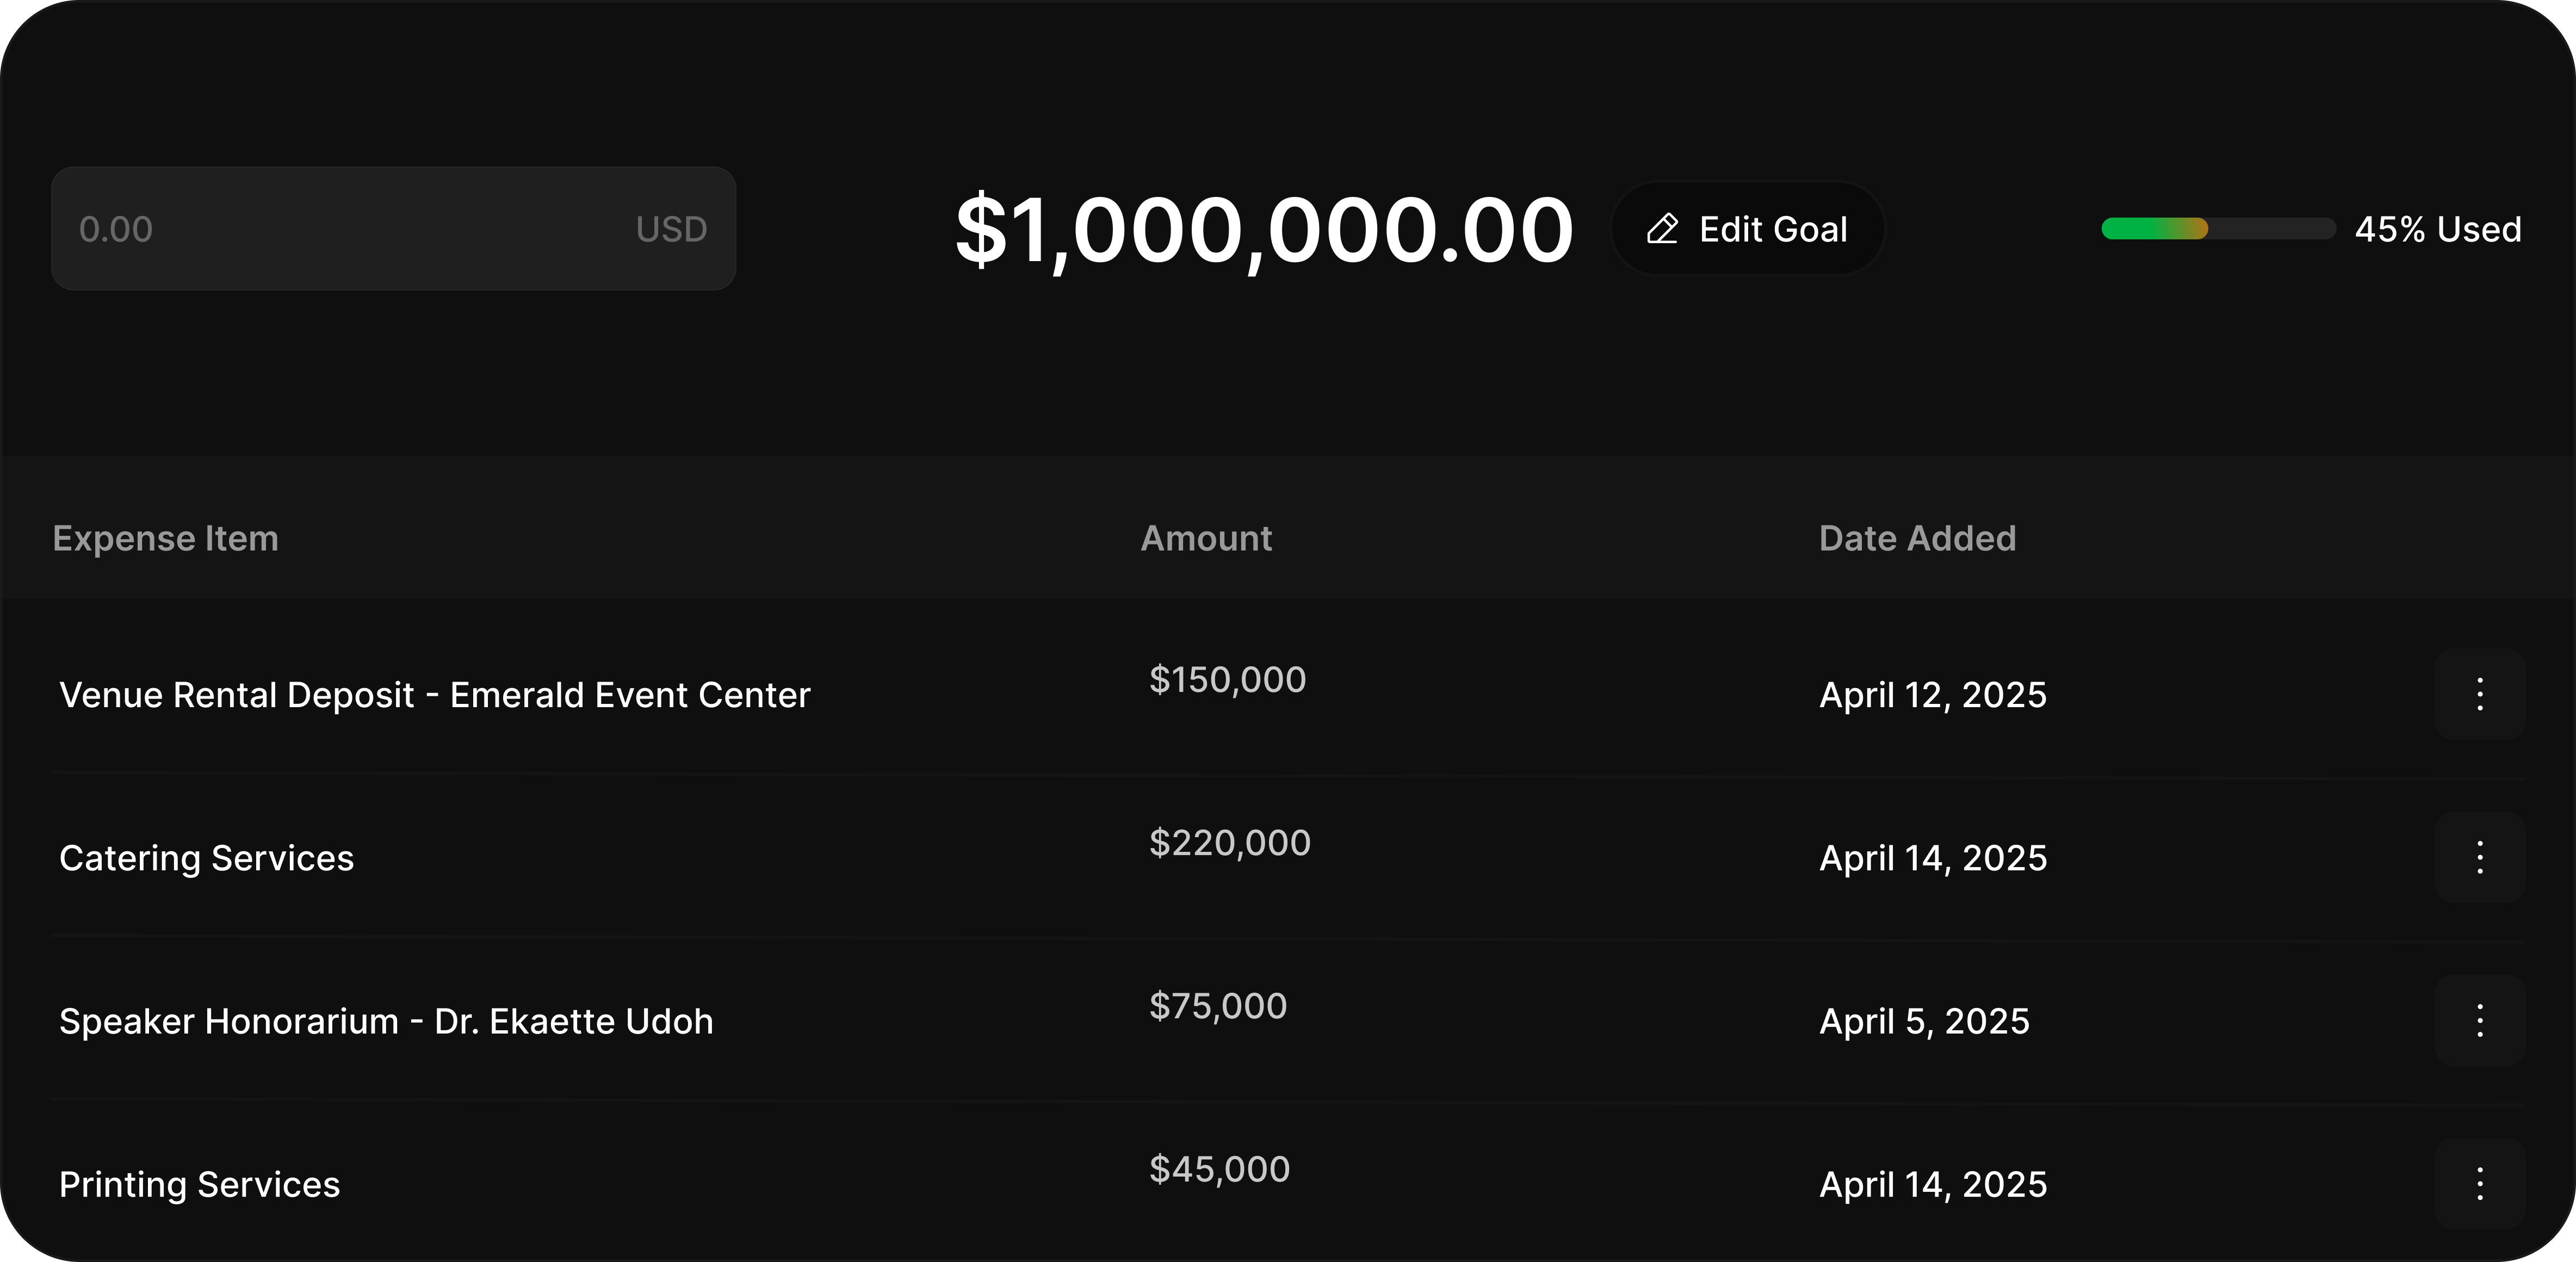 0.00 USD $1,000,000.00 Edit Goal 45% Used
Expense Item Amount Date Added
Venue Rental Deposit - Emerald Event Center $150,000 April 12, 2025
Catering Services $220,000 April 14, 2025
Speaker Honorarium - Dr. Ekaette Udoh $75,000 April 5, 2025
Printing Services $45,000 April 14, 2025